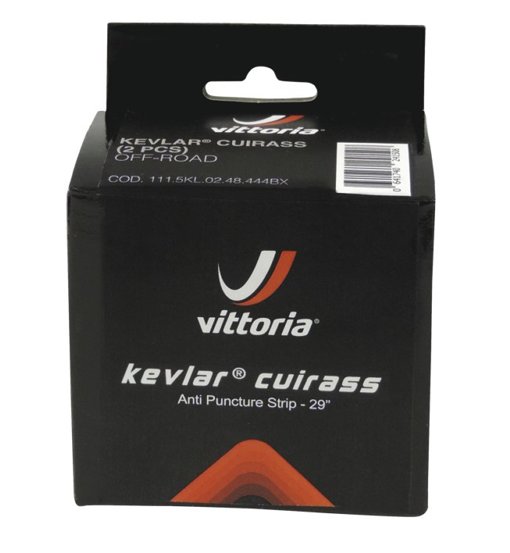 vittoria®
KEVLAR® CUIRASS
(2 PCS)
OFF-ROAD
COD. 111.5KL.02.48.444BX
vittoria®
kevlar® cuirass
Anti Puncture Strip - 29"